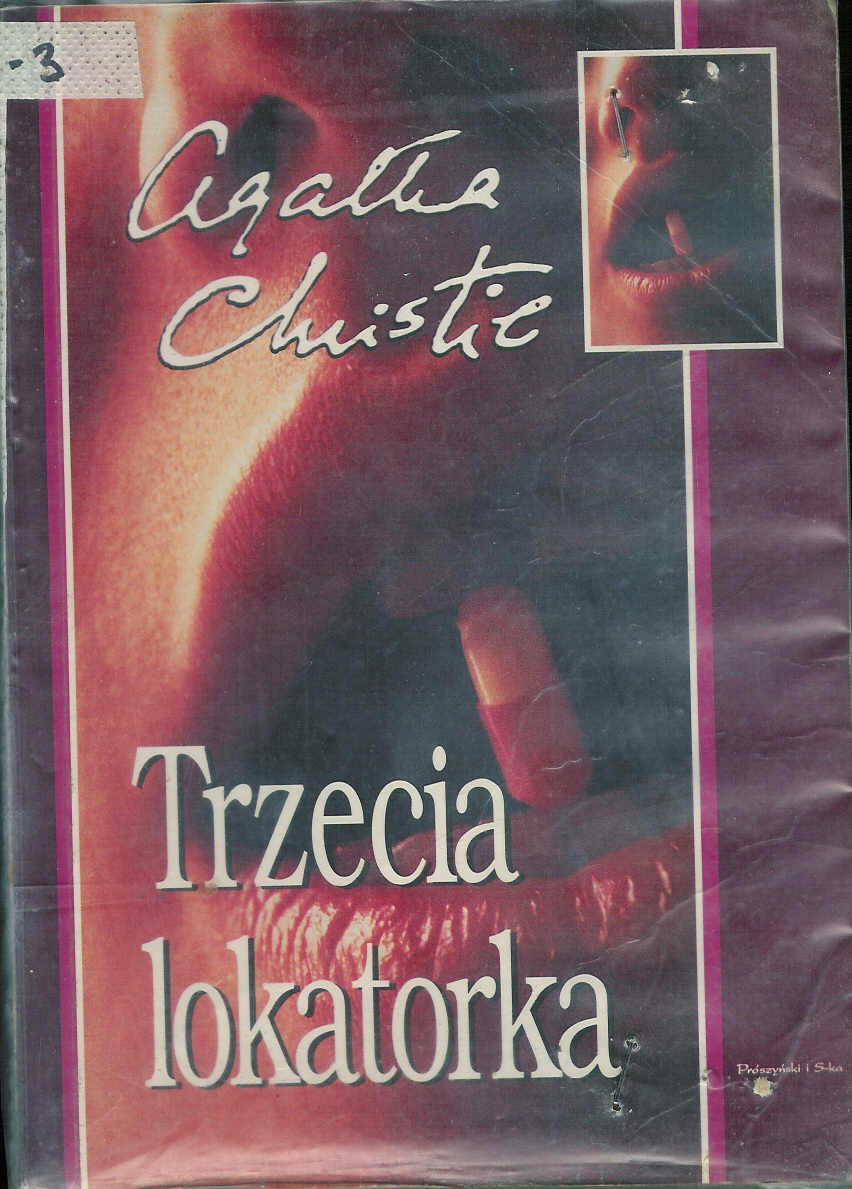 -3
Agatha
Christie
Trzecia
lokatorka
Prószyński i S-ka